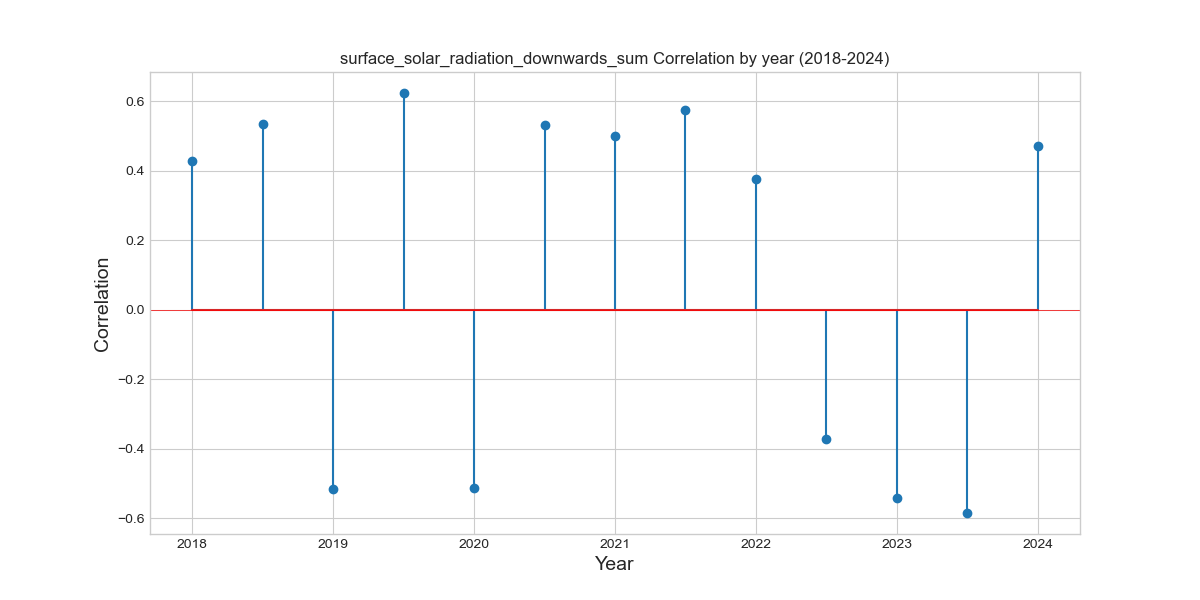 surface_solar_radiation_downwards_sum Correlation by year (2018-2024)
0.6
0.4
0.2
0.0
−0.2
−0.4
−0.6
Correlation
2018 2019 2020 2021 2022 2023 2024
Year